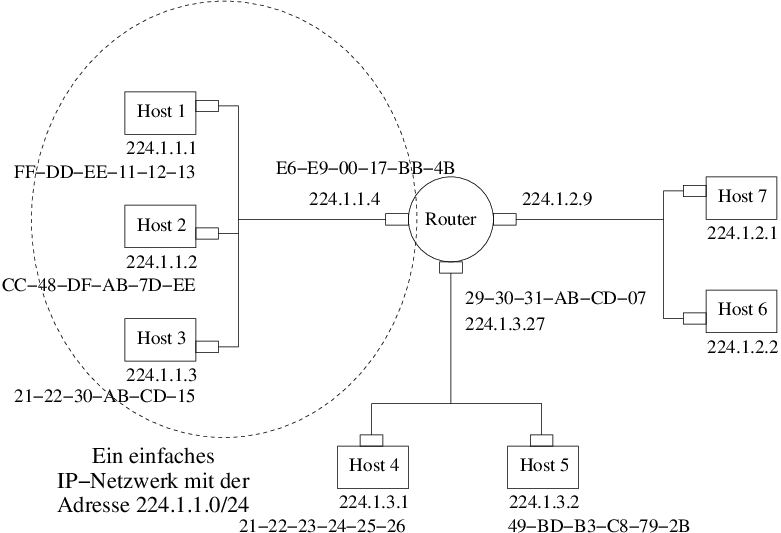 Host 1
224.1.1.1
FF−DD−EE−11−12−13
E6−E9−00−17−BB−4B
224.1.1.4
Router
224.1.2.9
Host 7
224.1.2.1
Host 2
224.1.1.2
CC−48−DF−AB−7D−EE
29−30−31−AB−CD−07
224.1.3.27
Host 6
224.1.2.2
Host 3
224.1.1.3
21−22−30−AB−CD−15
Ein einfaches
IP−Netzwerk mit der
Adresse 224.1.1.0/24
Host 4
224.1.3.1
21−22−23−24−25−26
Host 5
224.1.3.2
49−BD−B3−C8−79−2B